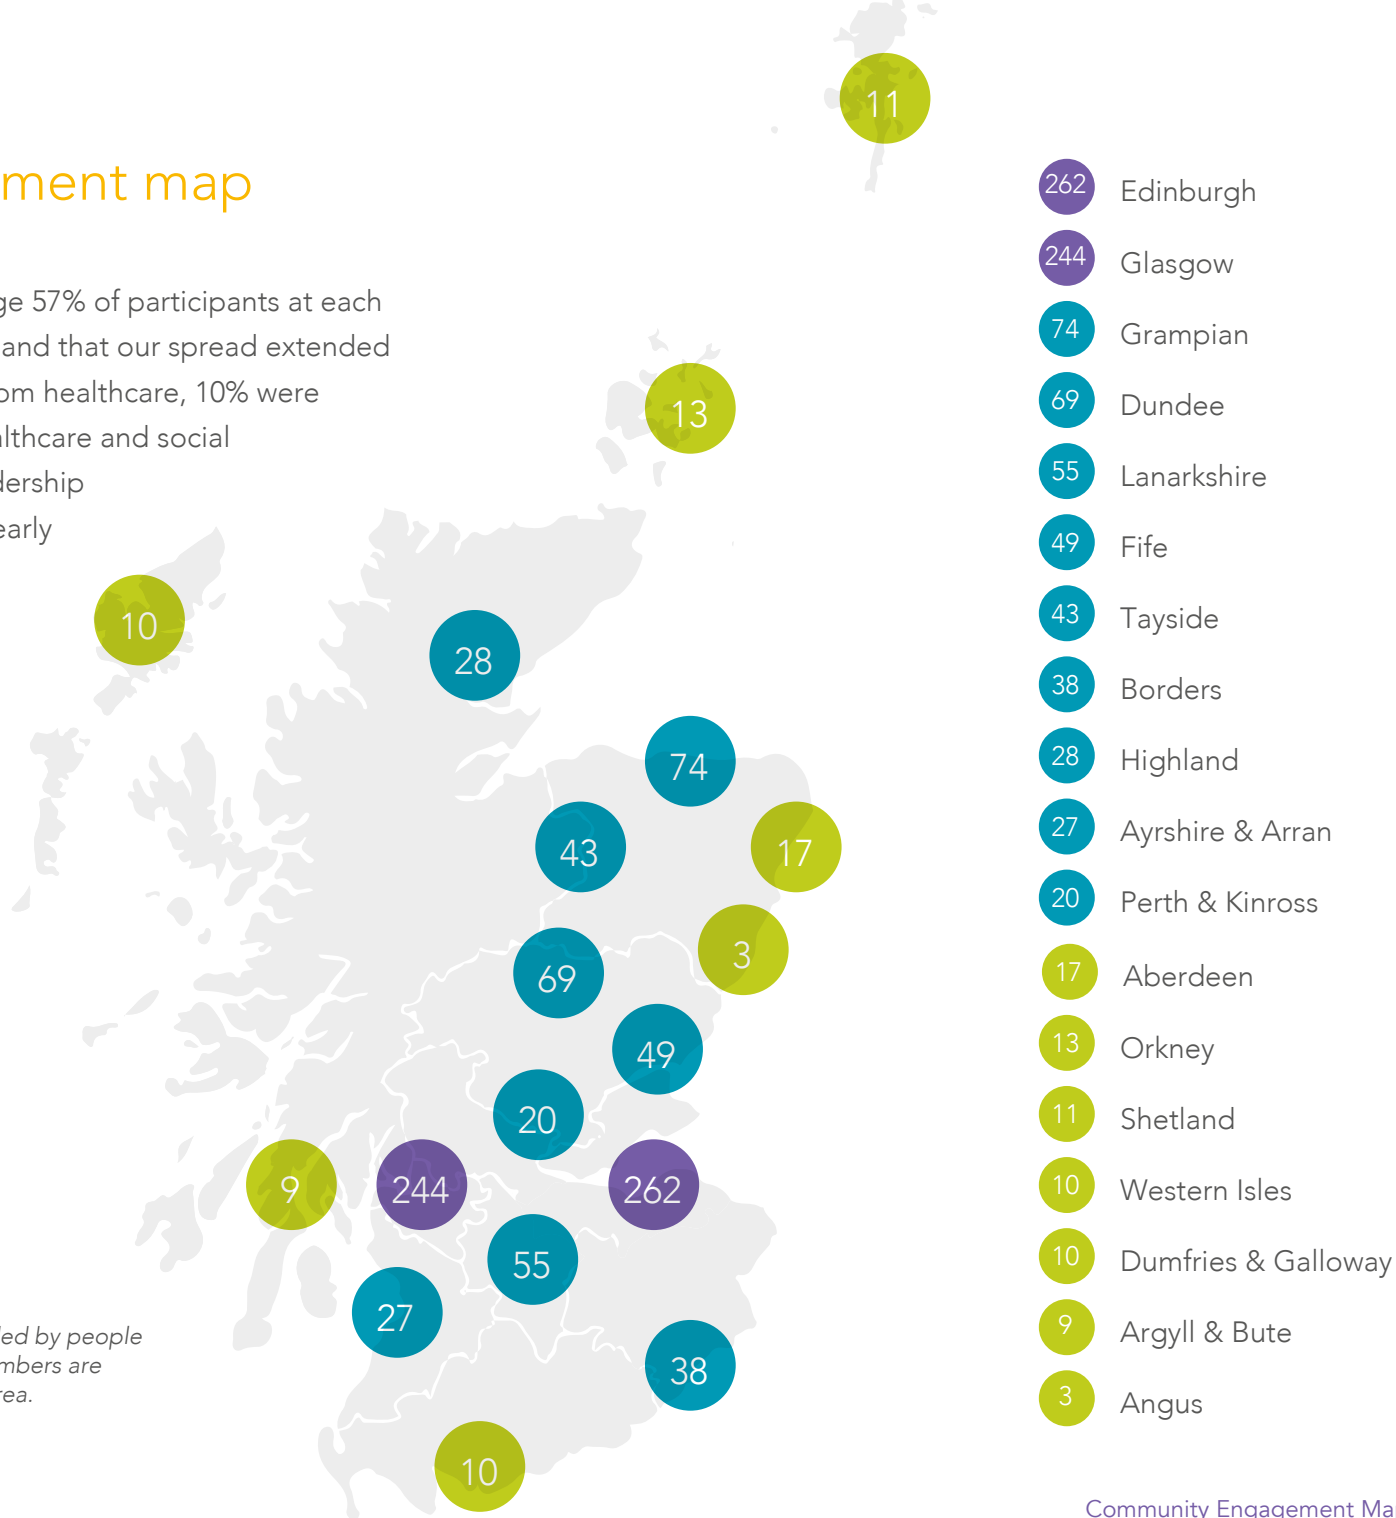 ment map
ge 57% of participants at each
and that our spread extended
om healthcare, 10% were
althcare and social
dership
early
11
13
10
28
74
43
17
3
69
49
20
9
244
262
55
27
38
10
262 Edinburgh
244 Glasgow
74 Grampian
69 Dundee
55 Lanarkshire
49 Fife
43 Tayside
38 Borders
28 Highland
27 Ayrshire & Arran
20 Perth & Kinross
17 Aberdeen
13 Orkney
11 Shetland
10 Western Isles
10 Dumfries & Galloway
9 Argyll & Bute
3 Angus
led by people
mbers are
rea.
Community Engagement Ma